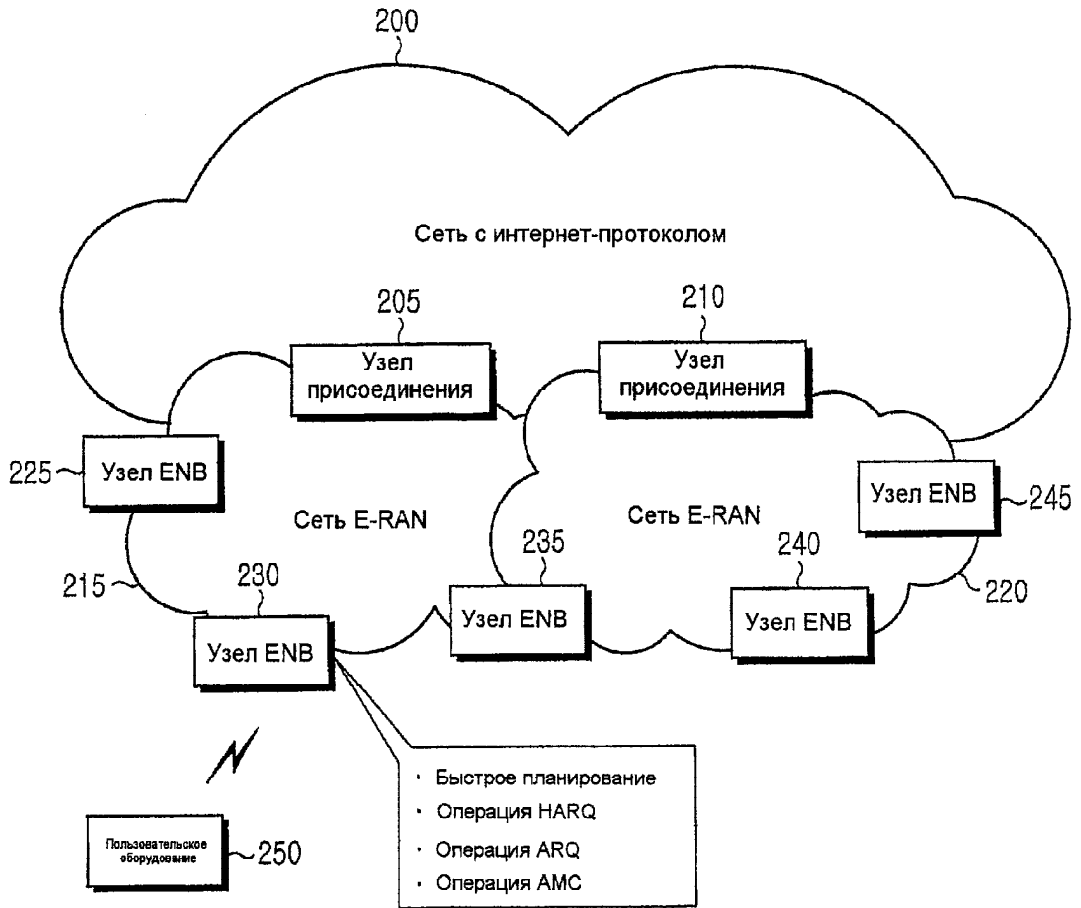 200
Сеть с интернет-протоколом
205
210
Узел
присоединения
Узел
присоединения
225
Узел ENB
Узел ENB
245
Сеть E-RAN
Сеть E-RAN
235
240
215
230
220
Узел ENB
Узел ENB
Узел ENB
· Быстрое планирование
· Операция HARQ
· Операция ARQ
· Операция AMC
Пользовательское
оборудование
250